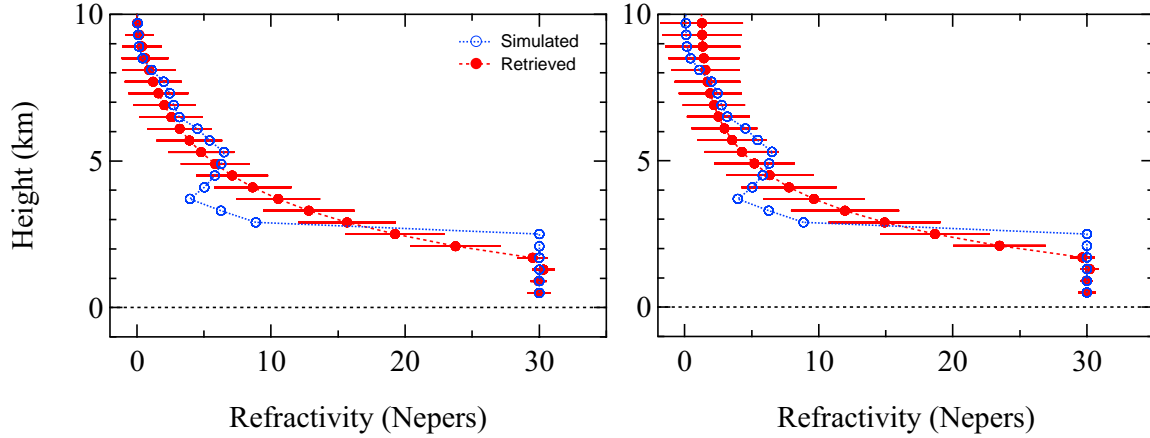 10
5
0
Height (km)
0 10 20 30
Refractivity (Nepers)
Simulated
Retrieved
10
5
0
0 10 20 30
Refractivity (Nepers)